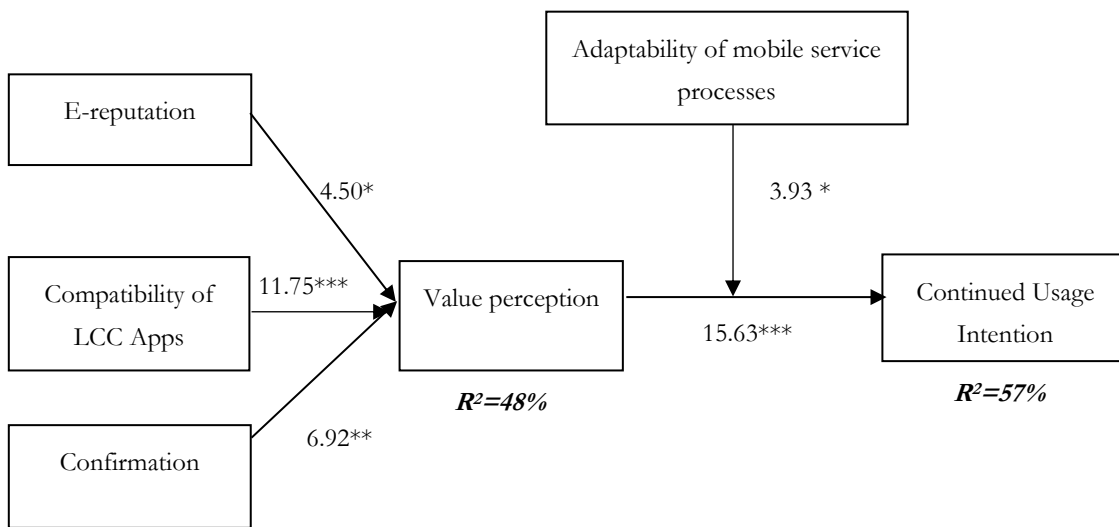 Adaptability of mobile service
processes
E-reputation
4.50*
3.93 *
Compatibility of
LCC Apps
11.75***
Value perception
Continued Usage
Intention
15.63***
R²=48%
R²=57%
6.92**
Confirmation